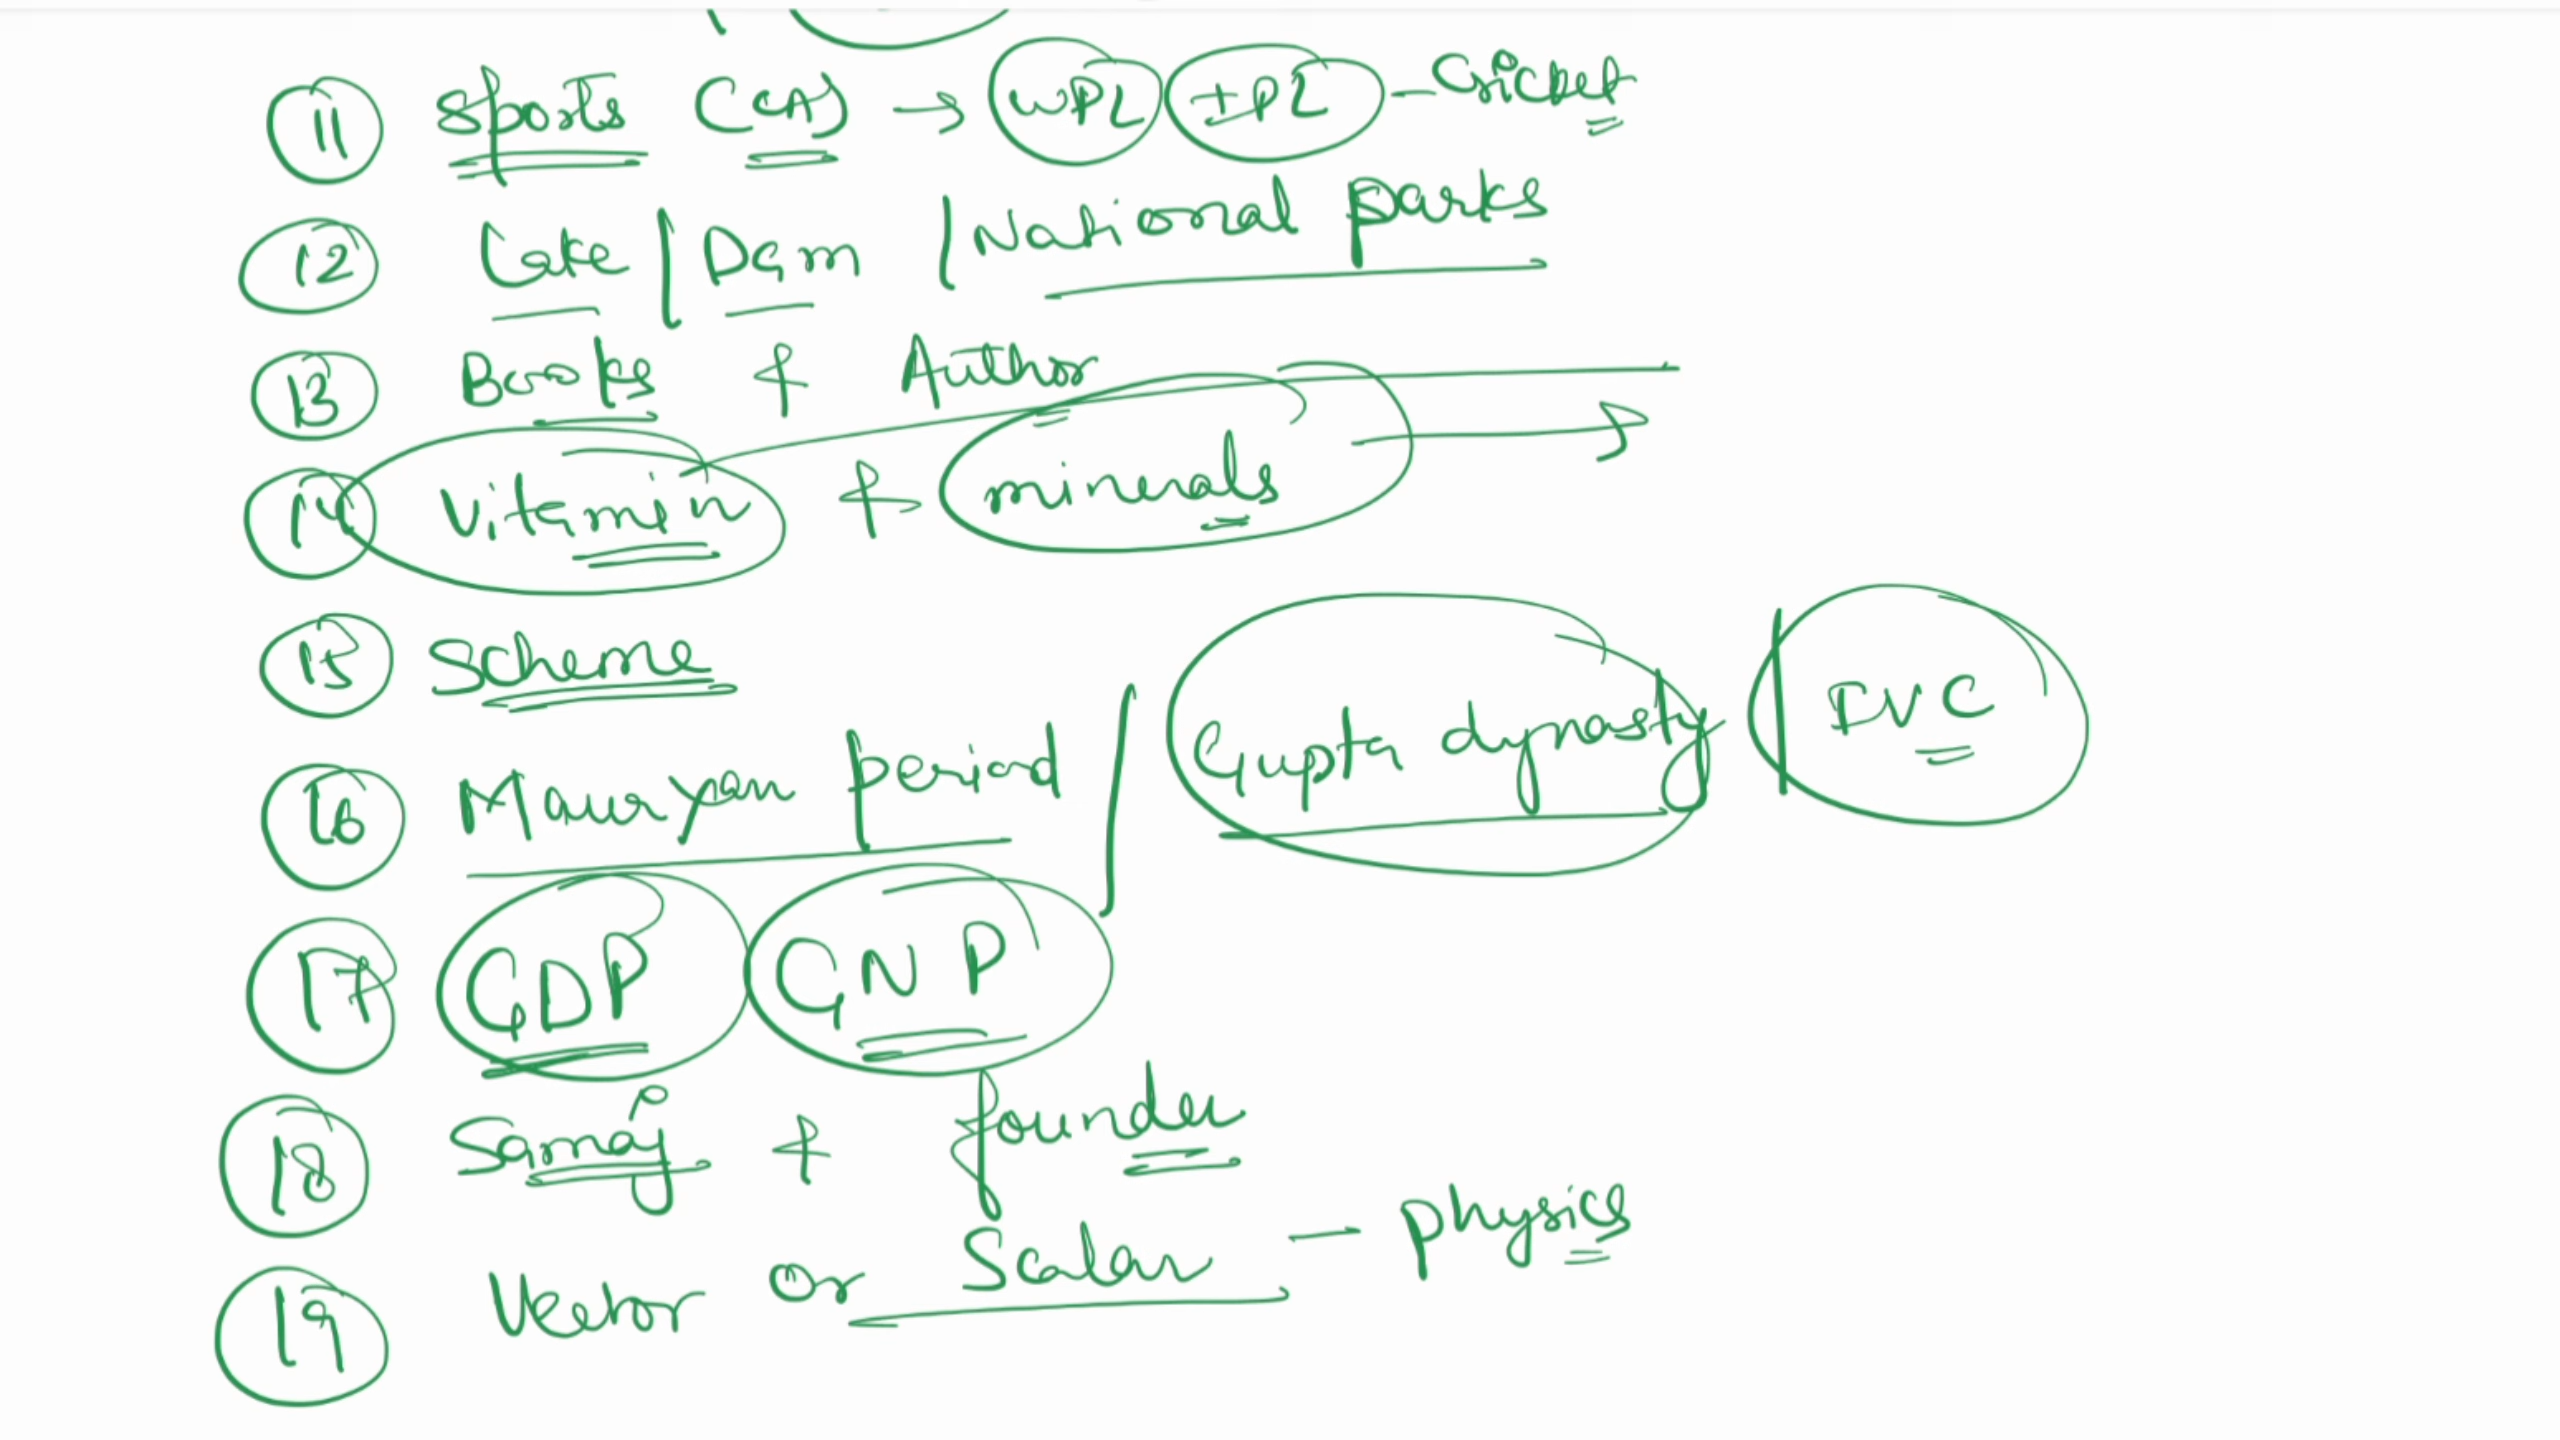 11 Sports (CA) → WPL IPL - Cricket
12 Lake | Dam | National parks
13 Books & Author
14 Vitamin & minerals →
15 Scheme
16 Mauryan period / Gupta dynasty | IVC
17 GDP GNP
18 Samaj & founder
19 Vector or Scalar - physics